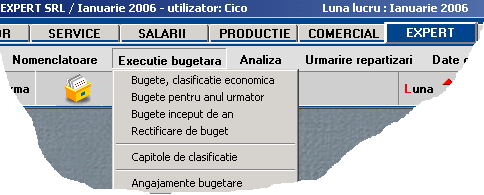 EXPERT SRL / Ianuarie 2006 - utilizator: Cico Luna lucru : Ianuarie 2006
OR SERVICE SALARII PRODUCTIE COMERCIAL EXPERT
Nomenclatoare Executie bugetara Analiza Urmarire repartizari Date
rma Luna
Bugete, clasificatie economica
Bugete pentru anul urmator
Bugete inceput de an
Rectificare de buget
Capitole de clasificatie
Angajamente bugetare